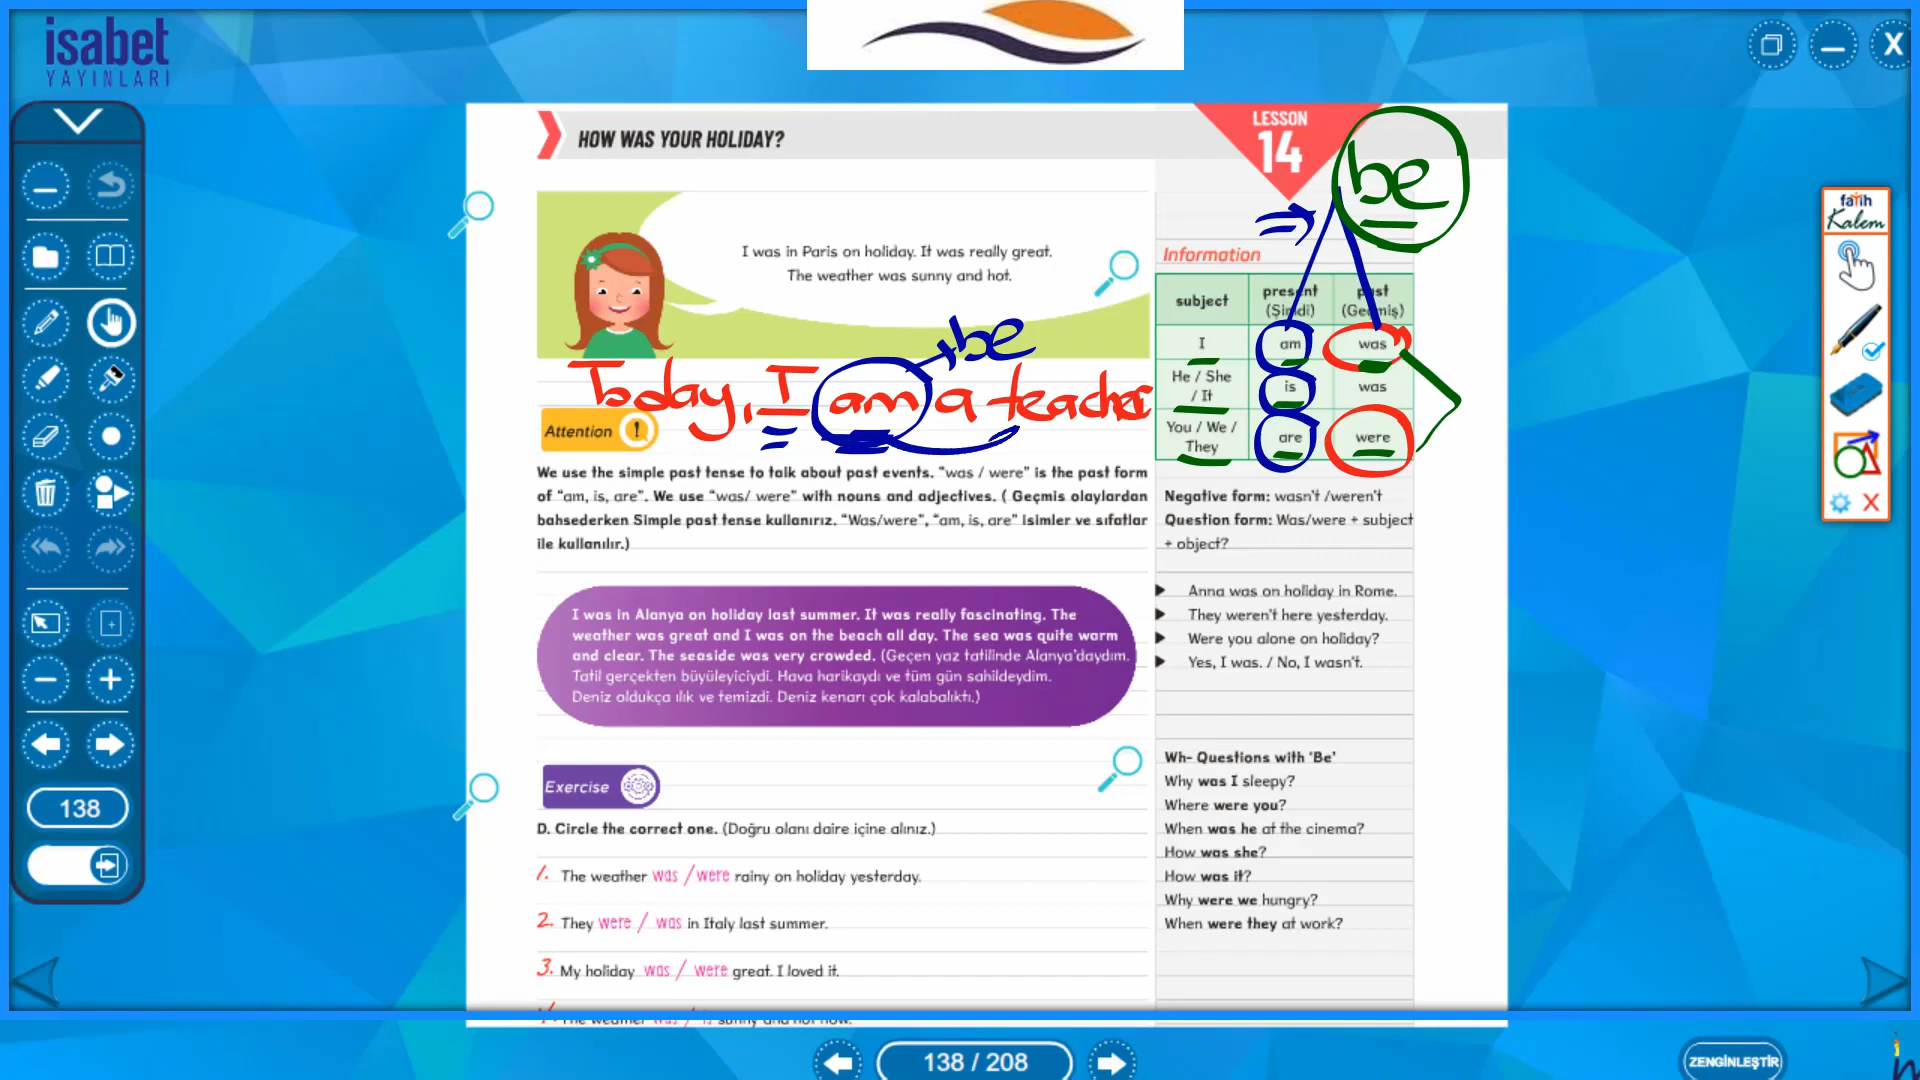 isabet
YAYINLARI
HOW WAS YOUR HOLIDAY?
LESSON
14
be
I was in Paris on holiday. It was really great.
The weather was sunny and hot.
be
Today, I am a teacher
Attention !
We use the simple past tense to talk about past events. "was / were" is the past form
of "am, is, are". We use "was/ were" with nouns and adjectives. ( Geçmis olaylardan
bahsederken Simple past tense kullanırız. "Was/were", "am, is, are" isimler ve sıfatlar
ile kullanılır.)
I was in Alanya on holiday last summer. It was really fascinating. The
weather was great and I was on the beach all day. The sea was quite warm
and clear. The seaside was very crowded. (Geçen yaz tatilinde Alanya'daydım.
Tatil gerçekten büyüleyiciydi. Hava harikaydı ve tüm gün sahildeydim.
Deniz oldukça ılık ve temizdi. Deniz kenarı çok kalabalıktı.)
Exercise
D. Circle the correct one. (Doğru olanı daire içine alınız.)
1. The weather was / were rainy on holiday yesterday.
2. They were / was in Italy last summer.
3. My holiday was / were great. I loved it.
4. The weather was / is sunny and hot now.
Information
subject present (Şimdi) past (Geçmiş)
I am was
He / She / It is was
You / We / They are were
Negative form: wasn't /weren't
Question form: Was/were + subject
+ object?
Anna was on holiday in Rome.
They weren't here yesterday.
Were you alone on holiday?
Yes, I was. / No, I wasn't.
Wh- Questions with 'Be'
Why was I sleepy?
Where were you?
When was he at the cinema?
How was she?
How was it?
Why were we hungry?
When were they at work?
fatih
Kalem
138
138 / 208
ZENGİNLEŞTİR